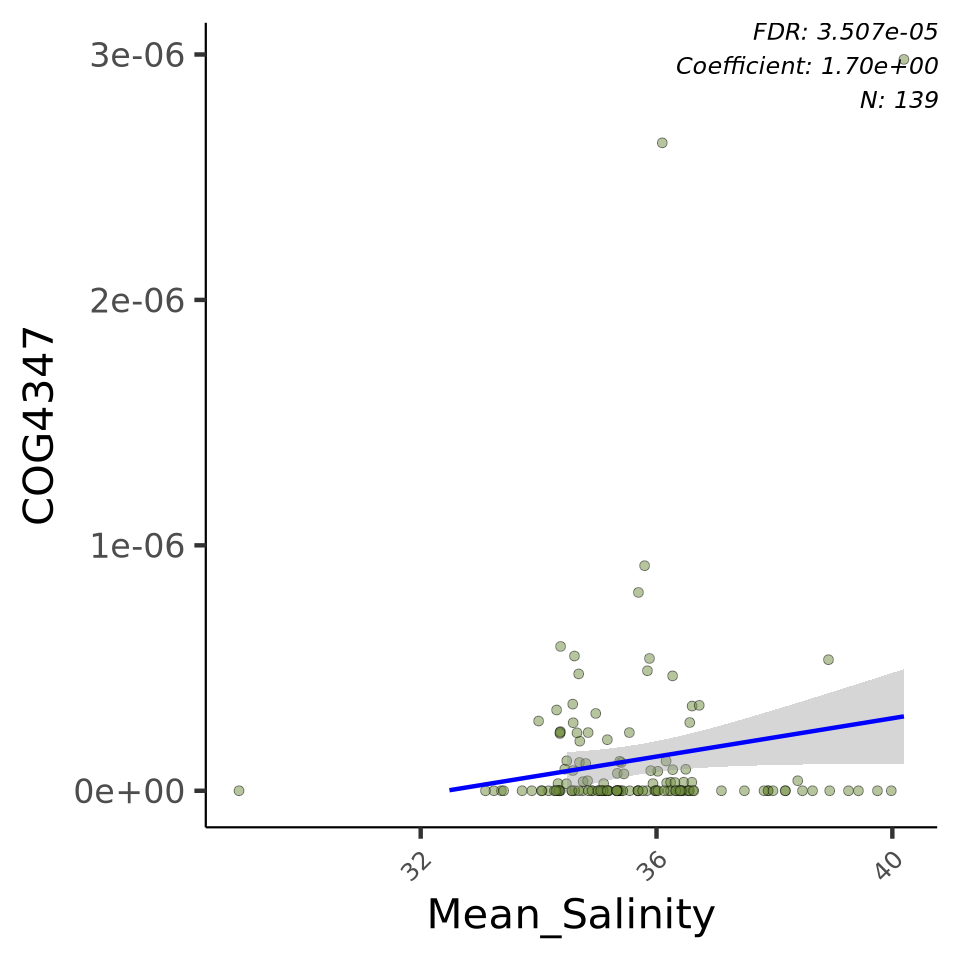 FDR: 3.507e-05
Coefficient: 1.70e+00
N: 139
3e-06
2e-06
1e-06
0e+00
COG4347
32
36
40
Mean_Salinity